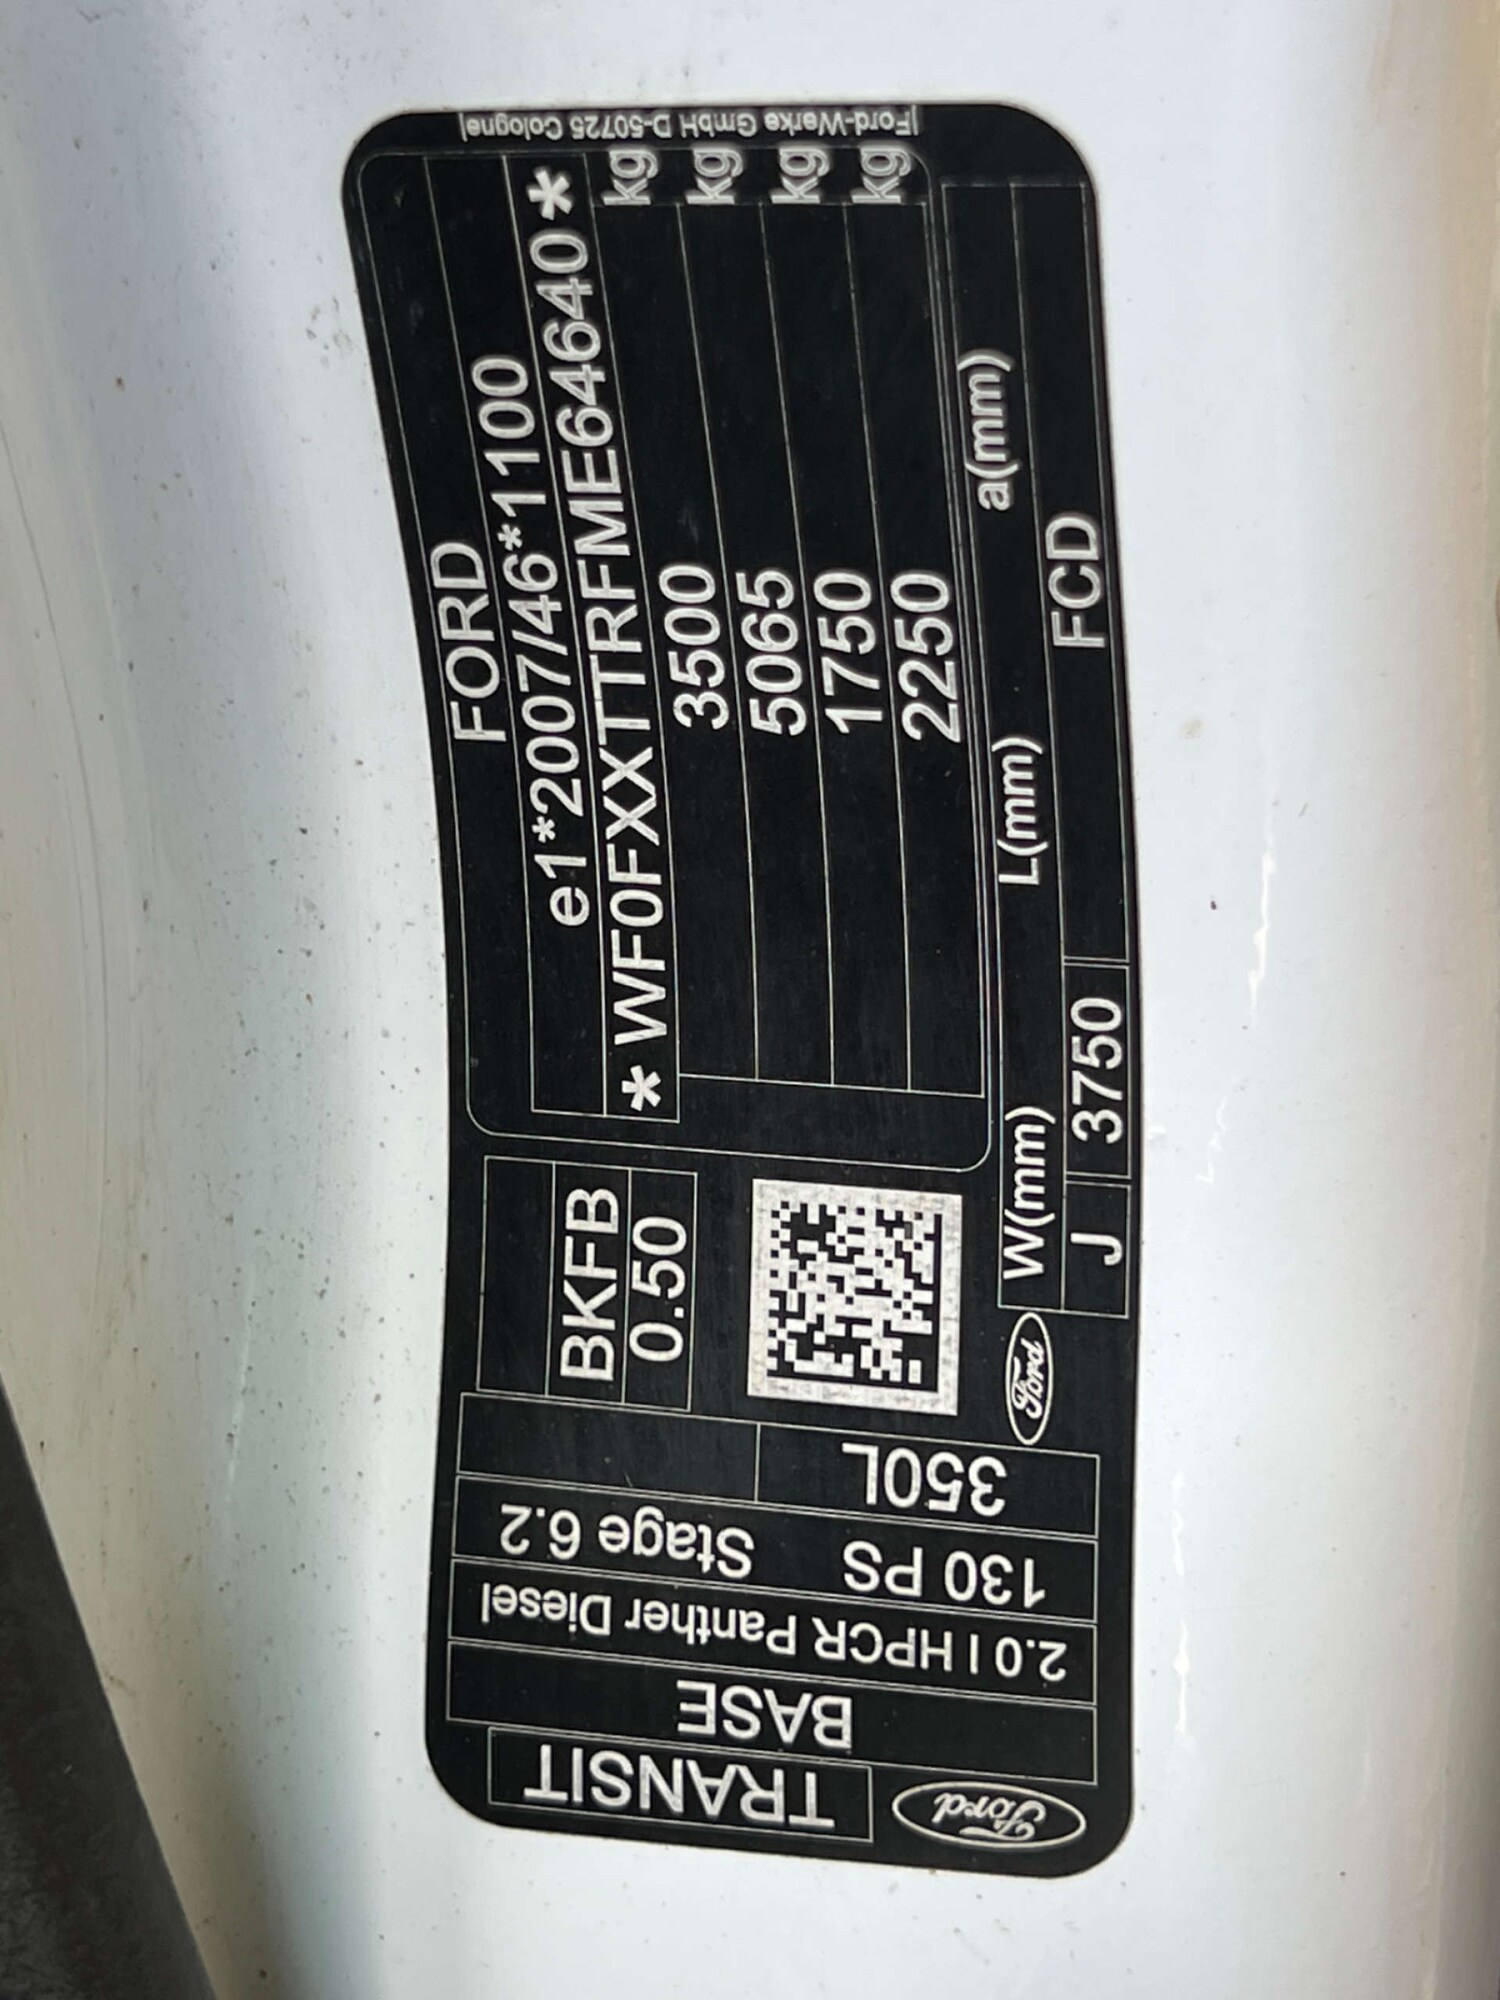 FORD
e1*2007/46*1100
*WF0FXXTTRFME64640*
3500 kg
5065 kg
1750 kg
2250 kg
BKFB
0.50
Ford
W(mm) L(mm) a(mm)
J 3750 FCD
Ford-Werke GmbH D-50725 Cologne
Ford TRANSIT
BASE
2.0 l HPCR Panther Diesel
130 PS Stage 6.2
350L